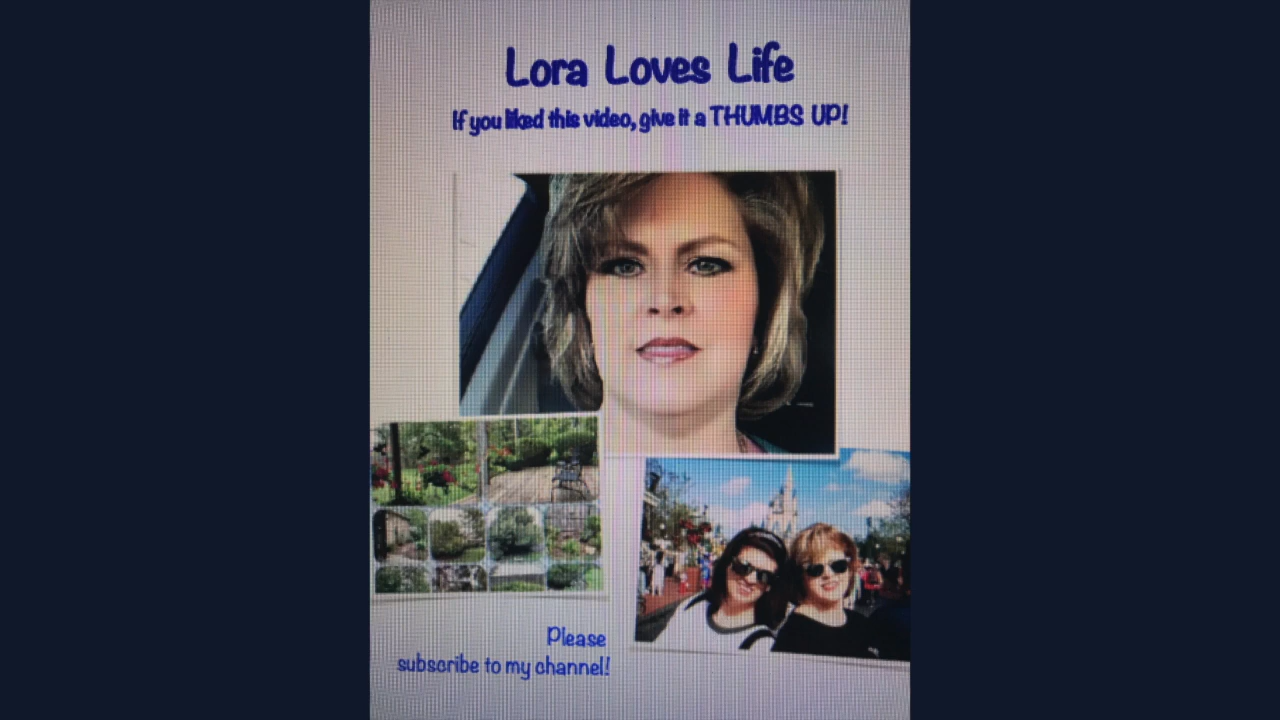 Lora Loves Life
If you liked this video, give it a THUMBS UP!
Please
subscribe to my channel!